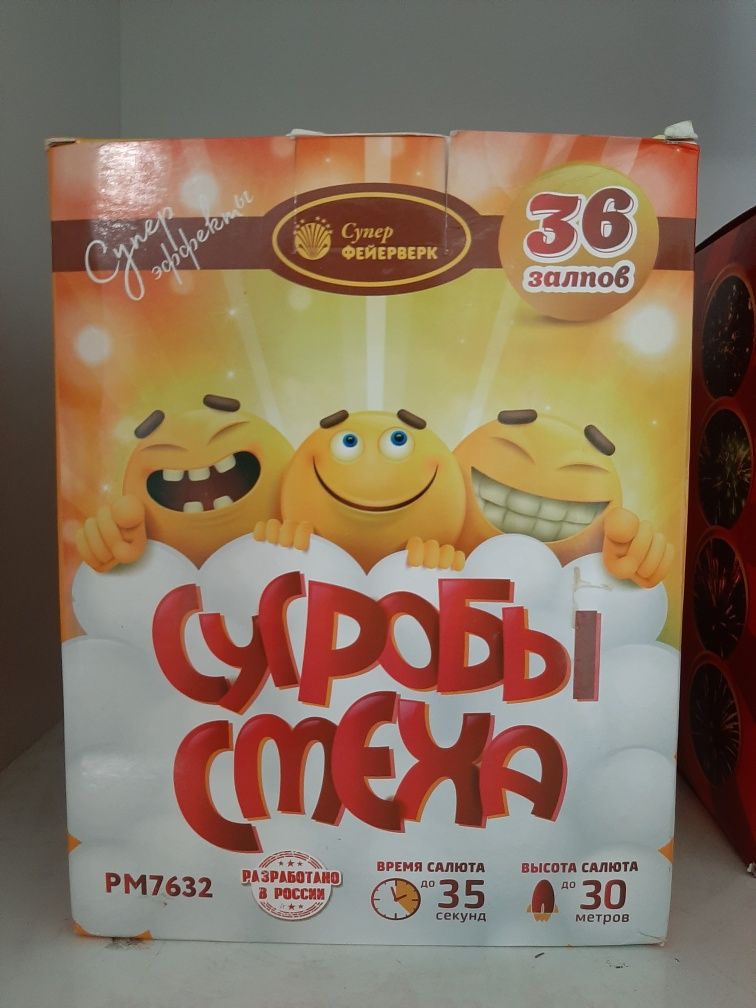 Супер
эффекты
Супер
ФЕЙЕРВЕРК
36
залпов
СУГРОБЫ
СМЕХА
РМ7632
РАЗРАБОТАНО
В РОССИИ
ВРЕМЯ САЛЮТА
до 35
секунд
ВЫСОТА САЛЮТА
до 30
метров